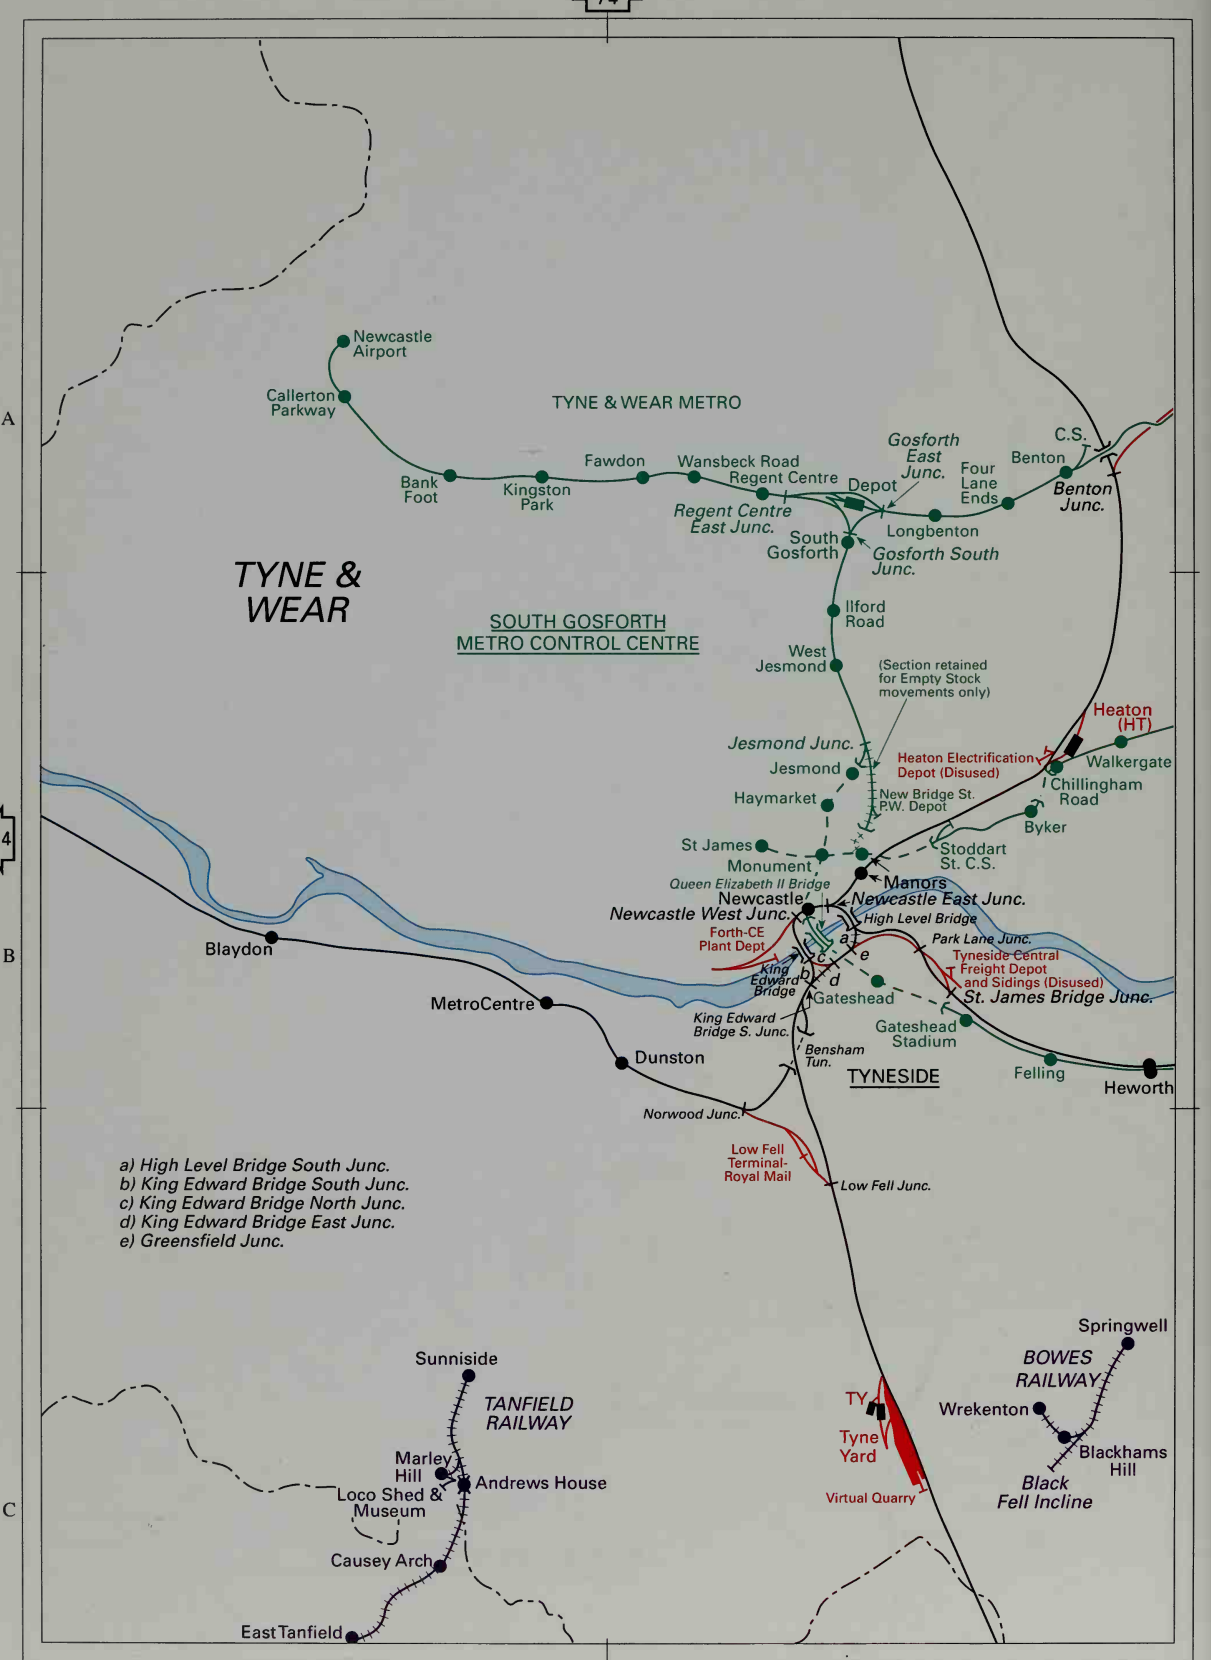 74
Newcastle
Airport
Callerton
Parkway
TYNE & WEAR METRO
A
C.S.
Gosforth
East
Junc.
Benton
Fawdon
Wansbeck Road
Four
Lane
Ends
Regent Centre
Bank
Foot
Kingston
Park
Depot
Benton
Junc.
Regent Centre
East Junc.
Longbenton
South
Gosforth
Gosforth South
Junc.
TYNE &
WEAR
Ilford
Road
SOUTH GOSFORTH
METRO CONTROL CENTRE
West
Jesmond
(Section retained
for Empty Stock
movements only)
Heaton
(HT)
Jesmond Junc.
Heaton Electrification
Depot (Disused)
Walkergate
Jesmond
Chillingham
Road
Haymarket
New Bridge St.
P.W. Depot
Byker
4
St James
Stoddart
St. C.S.
Monument
Manors
Queen Elizabeth II Bridge
Newcastle
Newcastle East Junc.
Newcastle West Junc.
High Level Bridge
Forth-CE
Plant Dept
a
Park Lane Junc.
Blaydon
B
c
e
Tyneside Central
Freight Depot
and Sidings (Disused)
King
Edward
Bridge
b
d
MetroCentre
Gateshead
St. James Bridge Junc.
King Edward
Bridge S. Junc.
Gateshead
Stadium
Dunston
Bensham
Tun.
TYNESIDE
Felling
Heworth
Norwood Junc.
Low Fell
Terminal-
Royal Mail
Low Fell Junc.
a) High Level Bridge South Junc.
b) King Edward Bridge South Junc.
c) King Edward Bridge North Junc.
d) King Edward Bridge East Junc.
e) Greensfield Junc.
Springwell
Sunniside
BOWES
RAILWAY
TANFIELD
RAILWAY
TY
Wrekenton
Tyne
Yard
Marley
Hill
Blackhams
Hill
Andrews House
Loco Shed &
Museum
Virtual Quarry
Black
Fell Incline
C
Causey Arch
East Tanfield